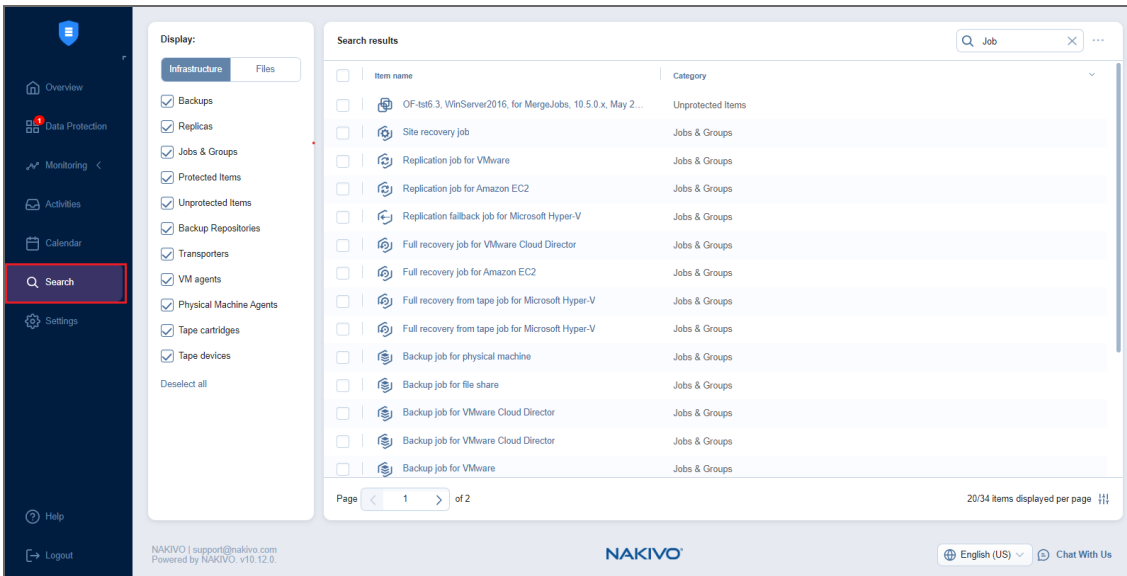 Overview
1
Data Protection
Monitoring
Activities
Calendar
Search
Settings
Help
Logout
Display:
Infrastructure
Files
Backups
Replicas
Jobs & Groups
Protected Items
Unprotected Items
Backup Repositories
Transporters
VM agents
Physical Machine Agents
Tape cartridges
Tape devices
Deselect all
Search results
Job
Item name Category
OF-tst6.3, WinServer2016, for MergeJobs, 10.5.0.x, May 2... Unprotected Items
Site recovery job Jobs & Groups
Replication job for VMware Jobs & Groups
Replication job for Amazon EC2 Jobs & Groups
Replication failback job for Microsoft Hyper-V Jobs & Groups
Full recovery job for VMware Cloud Director Jobs & Groups
Full recovery job for Amazon EC2 Jobs & Groups
Full recovery from tape job for Microsoft Hyper-V Jobs & Groups
Full recovery from tape job for Microsoft Hyper-V Jobs & Groups
Backup job for physical machine Jobs & Groups
Backup job for file share Jobs & Groups
Backup job for VMware Cloud Director Jobs & Groups
Backup job for VMware Cloud Director Jobs & Groups
Backup job for VMware Jobs & Groups
Page 1 of 2 20/34 items displayed per page
NAKIVO | support@nakivo.com
Powered by NAKIVO. v10.12.0.
NAKIVO®
English (US) Chat With Us